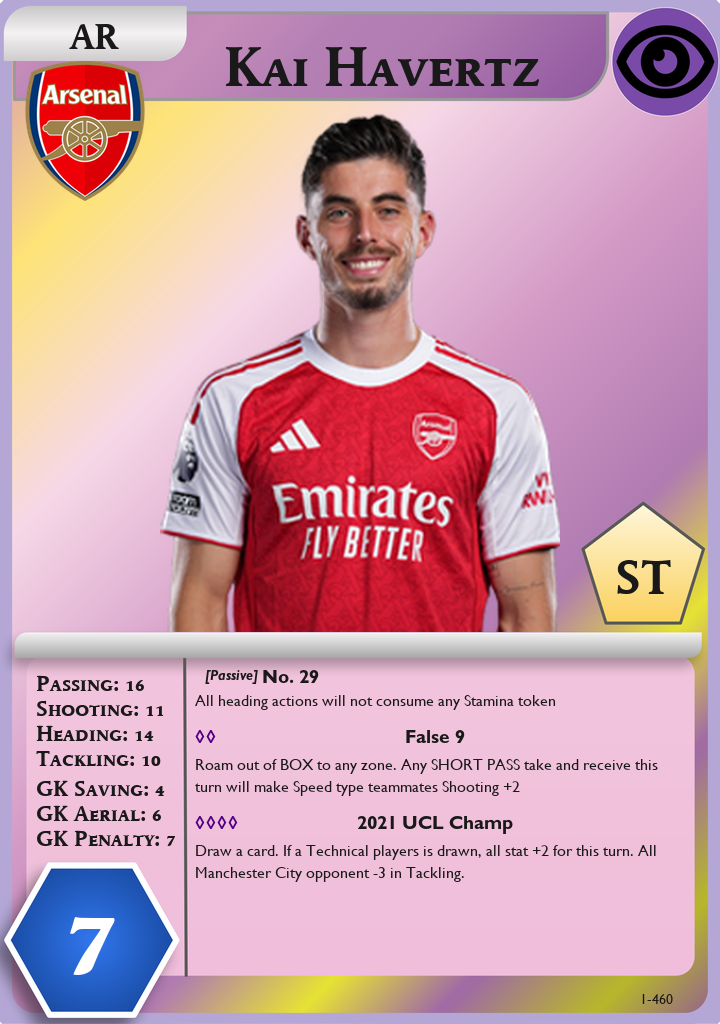 AR
Kai Havertz
Arsenal
Arsenal
Emirates
FLY BETTER
ST
Passing: 16
Shooting: 11
Heading: 14
Tackling: 10
GK Saving: 4
GK Aerial: 6
GK Penalty: 7
7
[Passive] No. 29
All heading actions will not consume any Stamina token
False 9
Roam out of BOX to any zone. Any SHORT PASS take and receive this
turn will make Speed type teammates Shooting +2
2021 UCL Champ
Draw a card. If a Technical players is drawn, all stat +2 for this turn. All
Manchester City opponent -3 in Tackling.
1-460